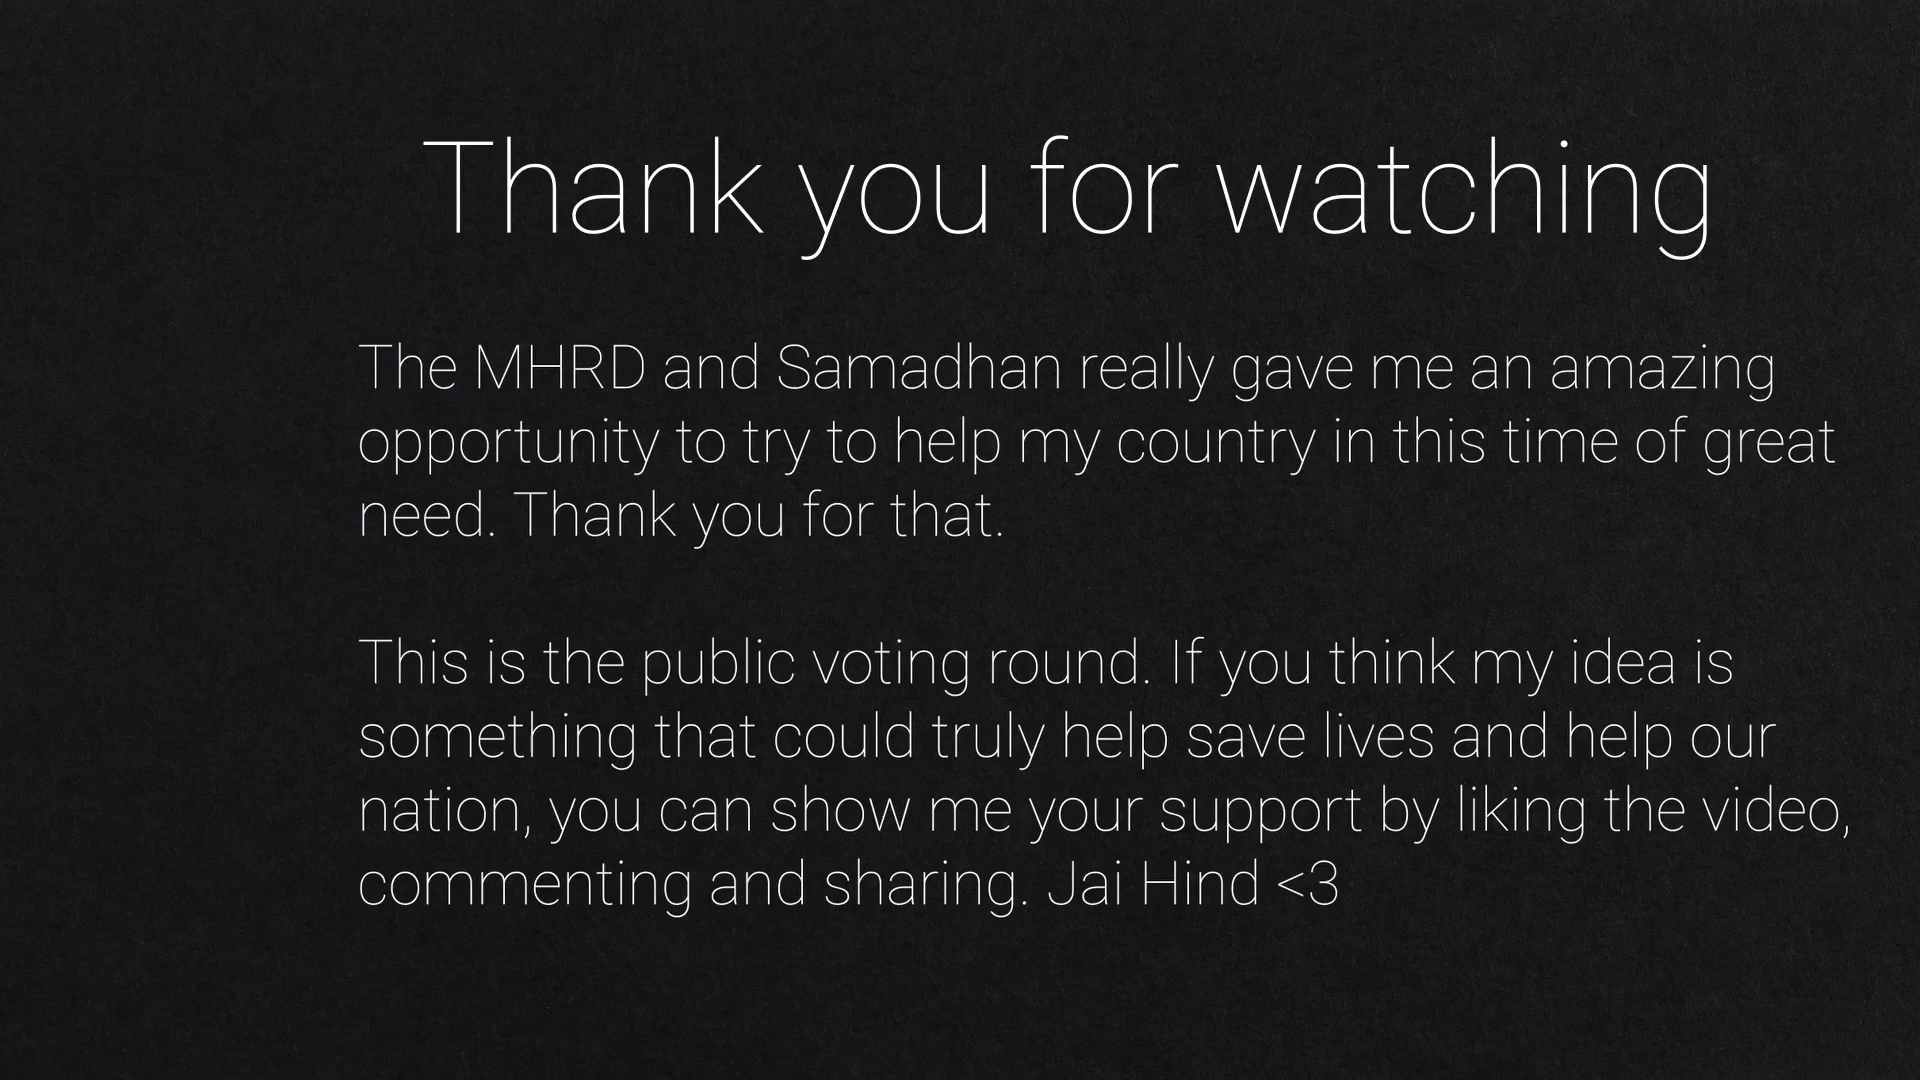 Thank you for watching
The MHRD and Samadhan really gave me an amazing
opportunity to try to help my country in this time of great
need. Thank you for that.
This is the public voting round. If you think my idea is
something that could truly help save lives and help our
nation, you can show me your support by liking the video,
commenting and sharing. Jai Hind <3